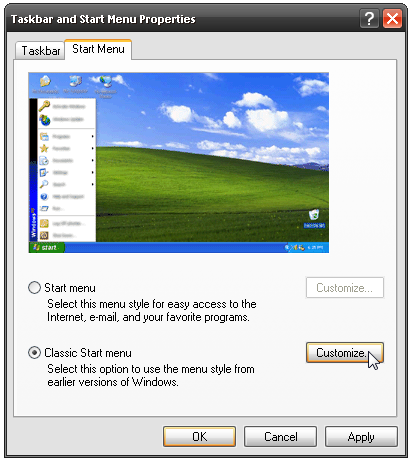 Taskbar and Start Menu Properties
Taskbar
Start Menu
Windows XP
start
Start menu
Customize...
Select this menu style for easy access to the
Internet, e-mail, and your favorite programs.
Classic Start menu
Customize...
Select this option to use the menu style from
earlier versions of Windows.
OK
Cancel
Apply